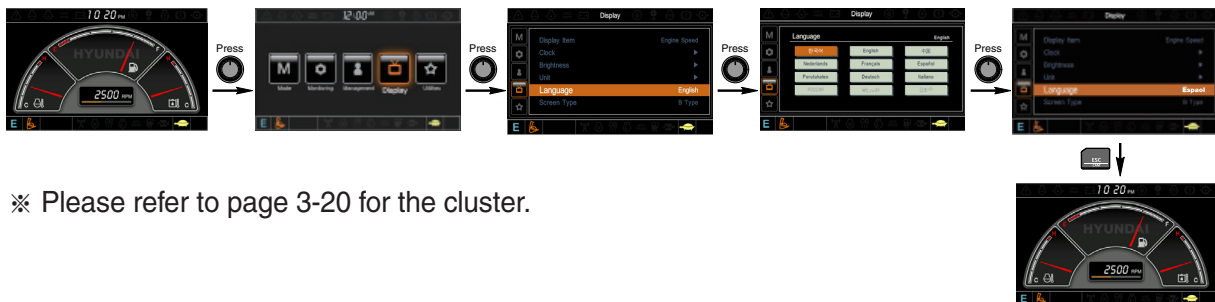 10 20 PM
HYUNDAI
2500 RPM
E
Press
12:00
M
Mode Monitoring Management Display Utilities
E
Press
Display
M
Display Item Engine Speed
Clock
Brightness
Unit
Language English
Screen Type B Type
E
Press
Display
M
Language English
한국어 English
Nederlands Français Español
Deutsch Italiano
E
Press
Display
M
Display Item Engine Speed
Clock
Brightness
Unit
Language Espaol
Screen Type B Type
E
ESC
10 20 PM
HYUNDAI
2500 RPM
E
※ Please refer to page 3-20 for the cluster.